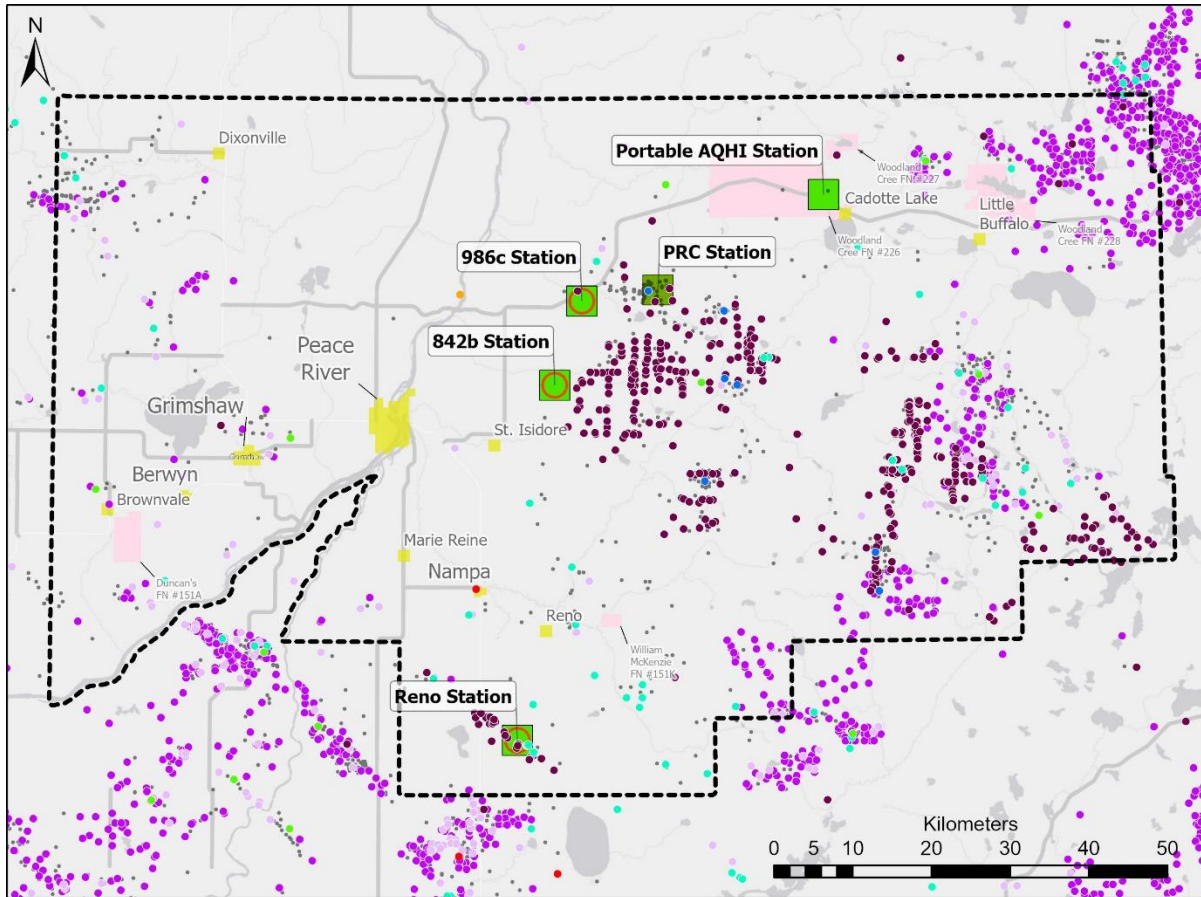 N
Dixonville
Portable AQHI Station
Woodland
Cree FN #227
Cadotte Lake
Little
Buffalo
Woodland
Cree FN #228
Woodland
Cree FN #226
986c Station
PRC Station
842b Station
Peace
River
Grimshaw
Grimshaw
St. Isidore
Berwyn
Brownvale
Duncan's
FN #151A
Marie Reine
Nampa
Reno
William
McKenzie
FN #151K
Reno Station
Kilometers
0 5 10 20 30 40 50